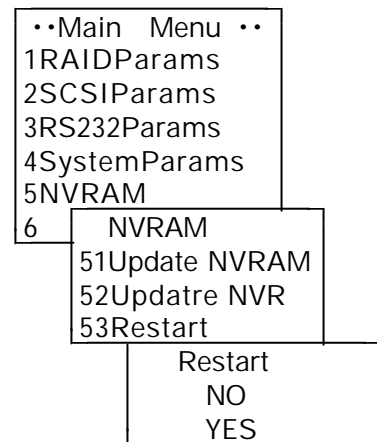 ··Main Menu ··
1RAIDParams
2SCSIParams
3RS232Params
4SystemParams
5NVRAM
6
NVRAM
51Update NVRAM
52Updatre NVR
53Restart
Restart
NO
YES